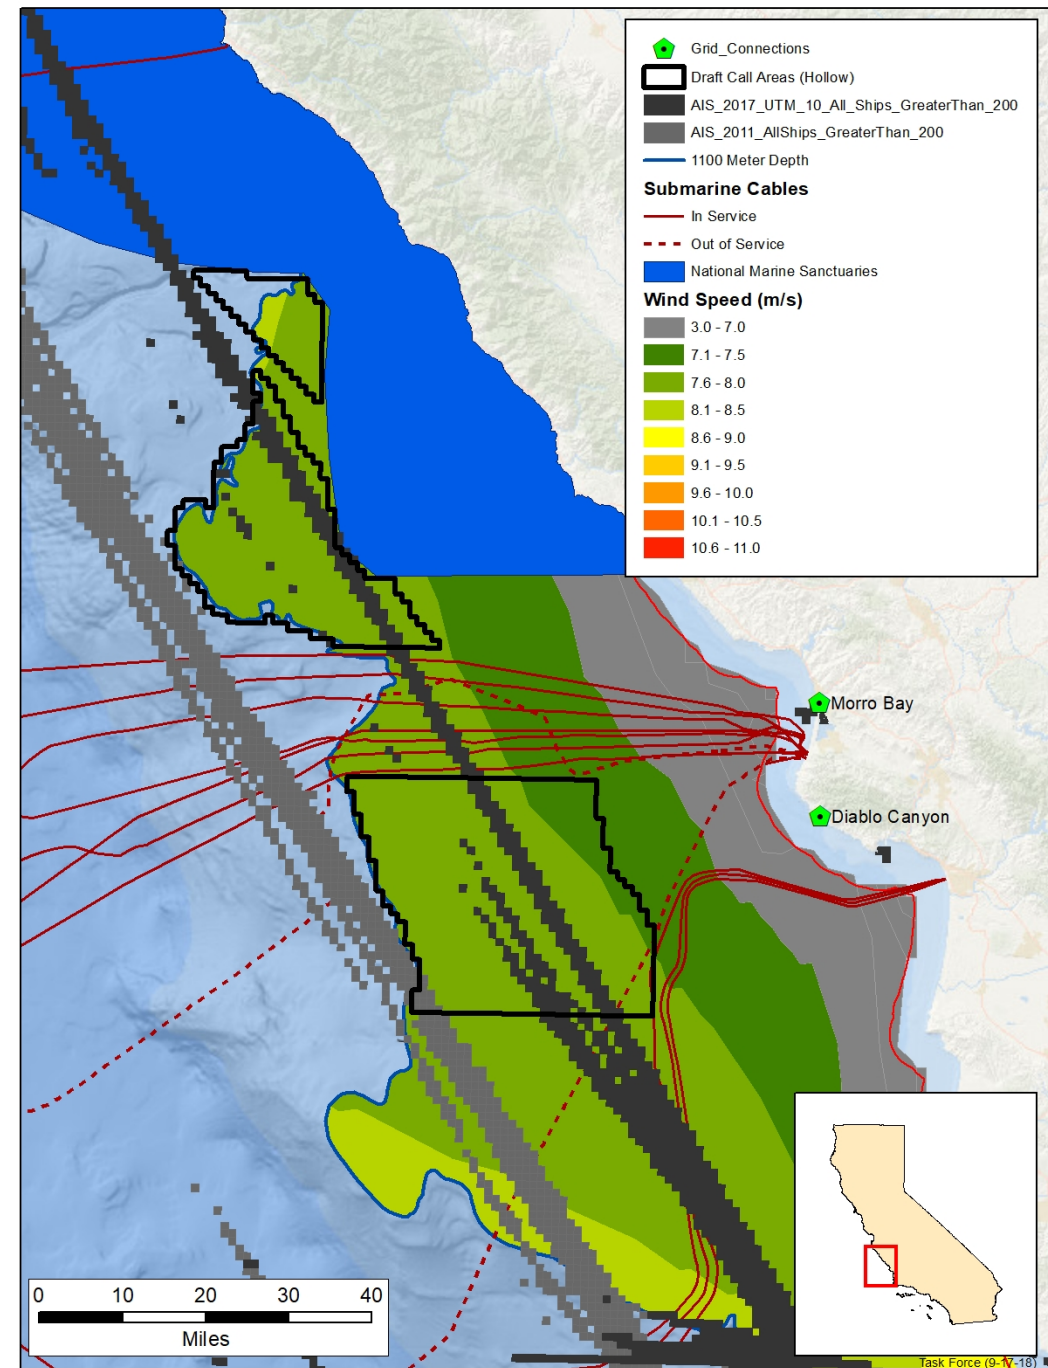 Grid_Connections
Draft Call Areas (Hollow)
AIS_2017_UTM_10_All_Ships_GreaterThan_200
AIS_2011_AllShips_GreaterThan_200
1100 Meter Depth
Submarine Cables
In Service
Out of Service
National Marine Sanctuaries
Wind Speed (m/s)
3.0 - 7.0
7.1 - 7.5
7.6 - 8.0
8.1 - 8.5
8.6 - 9.0
9.1 - 9.5
9.6 - 10.0
10.1 - 10.5
10.6 - 11.0
Morro Bay
Diablo Canyon
0 10 20 30 40
Miles
Task Force (9-17-18)